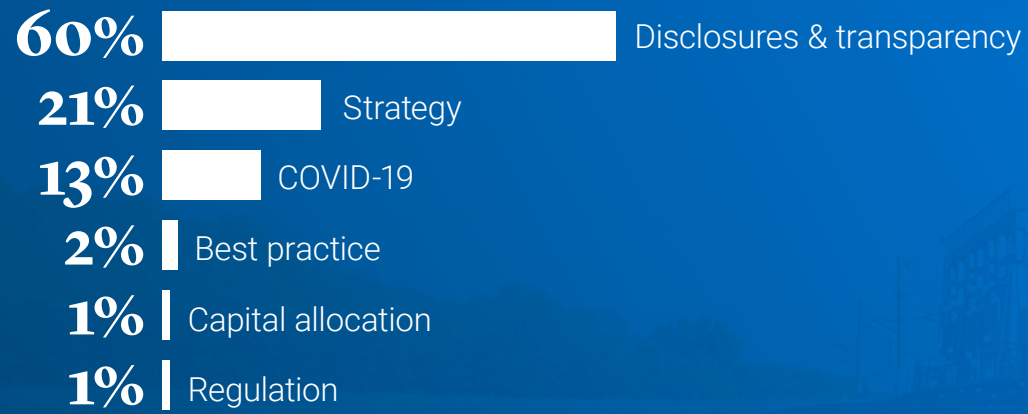 60% Disclosures & transparency
21% Strategy
13% COVID-19
2% Best practice
1% Capital allocation
1% Regulation